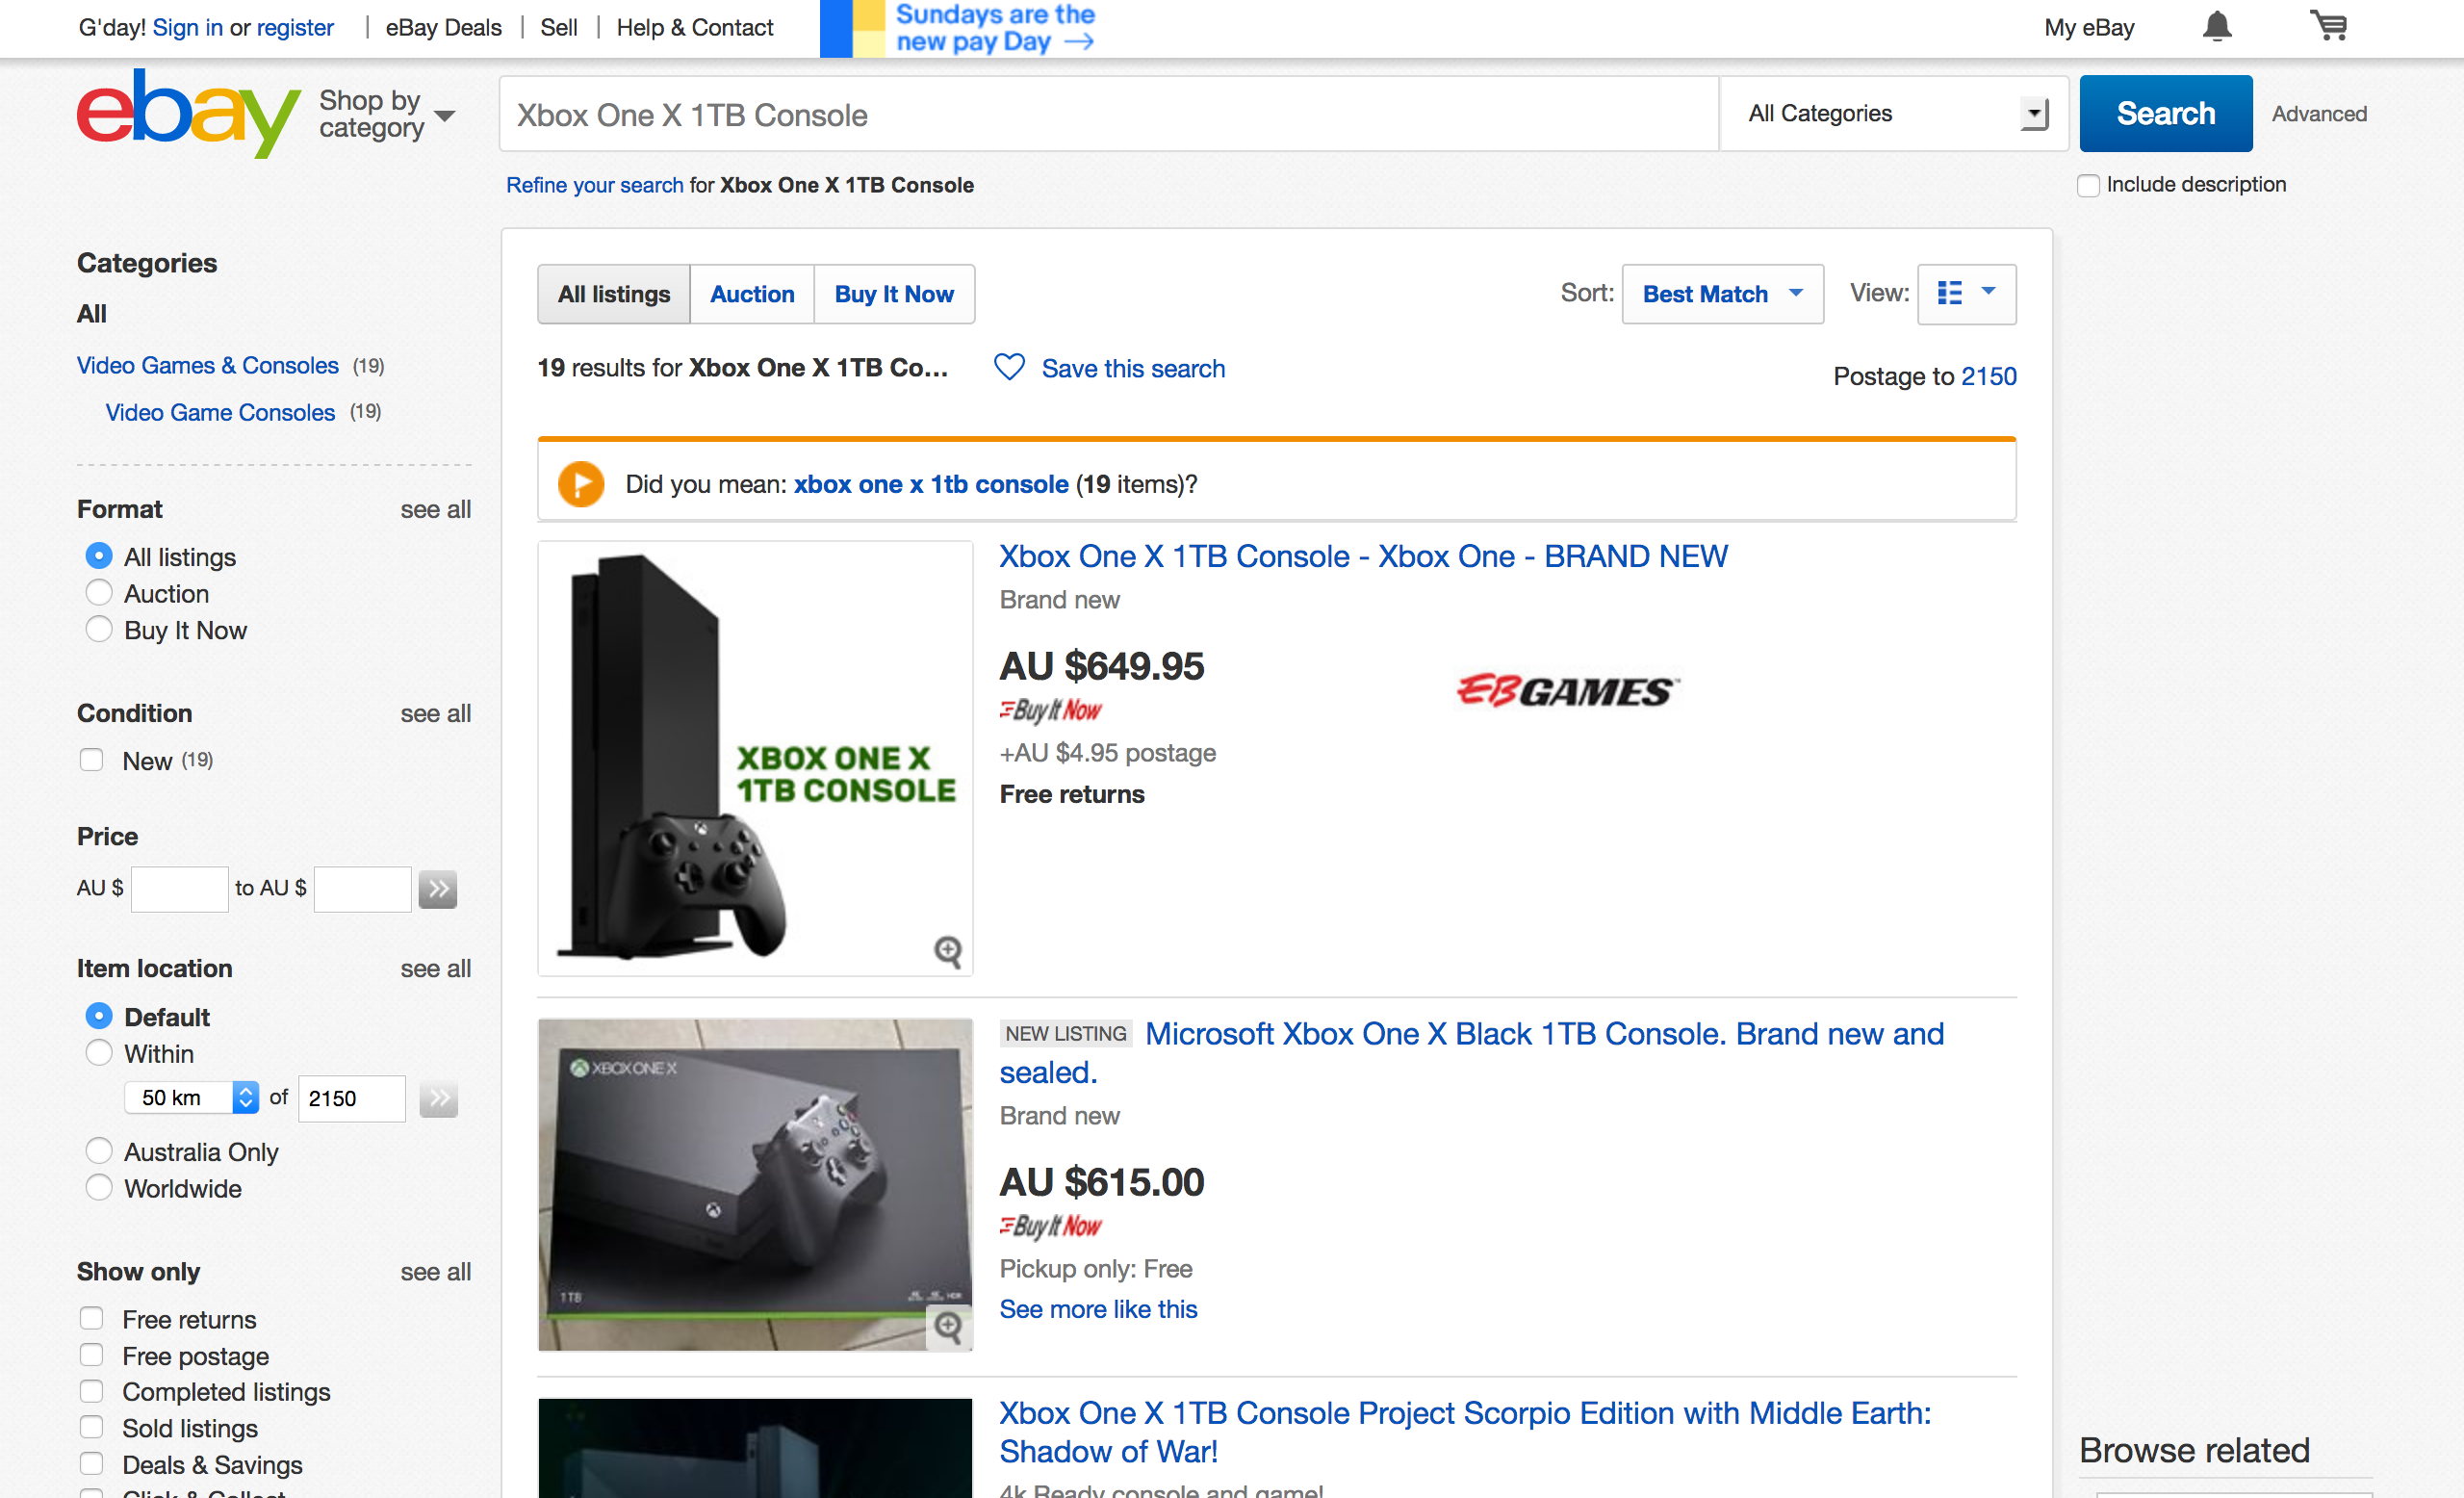 G'day! Sign in or register | eBay Deals | Sell | Help & Contact
Sundays are the
new pay Day →
My eBay
ebay
Shop by
category
Xbox One X 1TB Console
All Categories
Search
Advanced
Refine your search for Xbox One X 1TB Console
Include description
Categories
All
Video Games & Consoles (19)
Video Game Consoles (19)
Format see all
All listings
Auction
Buy It Now
Condition see all
New (19)
Price
AU $ to AU $
Item location see all
Default
Within
50 km of 2150
Australia Only
Worldwide
Show only see all
Free returns
Free postage
Completed listings
Sold listings
Deals & Savings
Click & Collect
All listings Auction Buy It Now
Sort: Best Match View:
19 results for Xbox One X 1TB Co...
Save this search
Postage to 2150
Did you mean: xbox one x 1tb console (19 items)?
XBOX ONE X
1TB CONSOLE
Xbox One X 1TB Console - Xbox One - BRAND NEW
Brand new
AU $649.95
Buy It Now
+AU $4.95 postage
Free returns
EB GAMES™
XBOX ONE X
1TB
NEW LISTING Microsoft Xbox One X Black 1TB Console. Brand new and
sealed.
Brand new
AU $615.00
Buy It Now
Pickup only: Free
See more like this
Xbox One X 1TB Console Project Scorpio Edition with Middle Earth:
Shadow of War!
4k Ready console and game!
Browse related